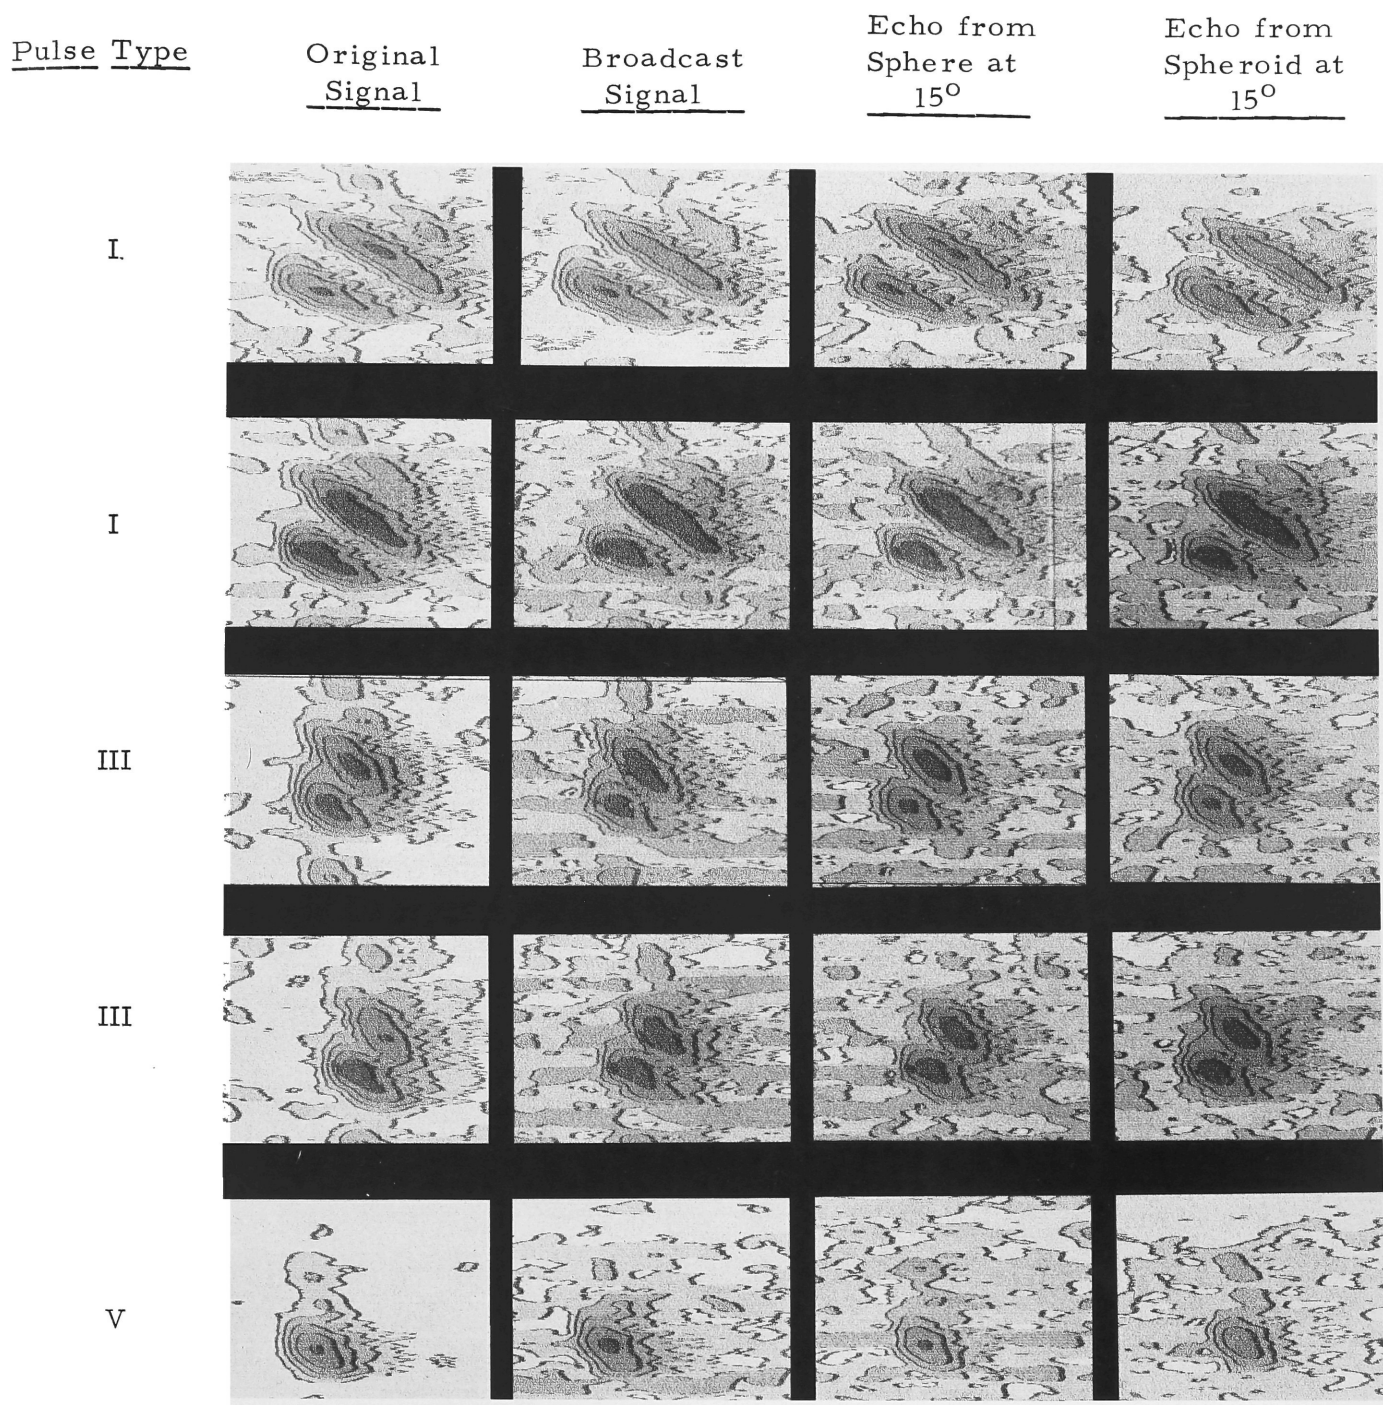 Pulse Type
Original
Signal
Broadcast
Signal
Echo from
Sphere at
15°
Echo from
Spheroid at
15°
I.
I
III
III
V